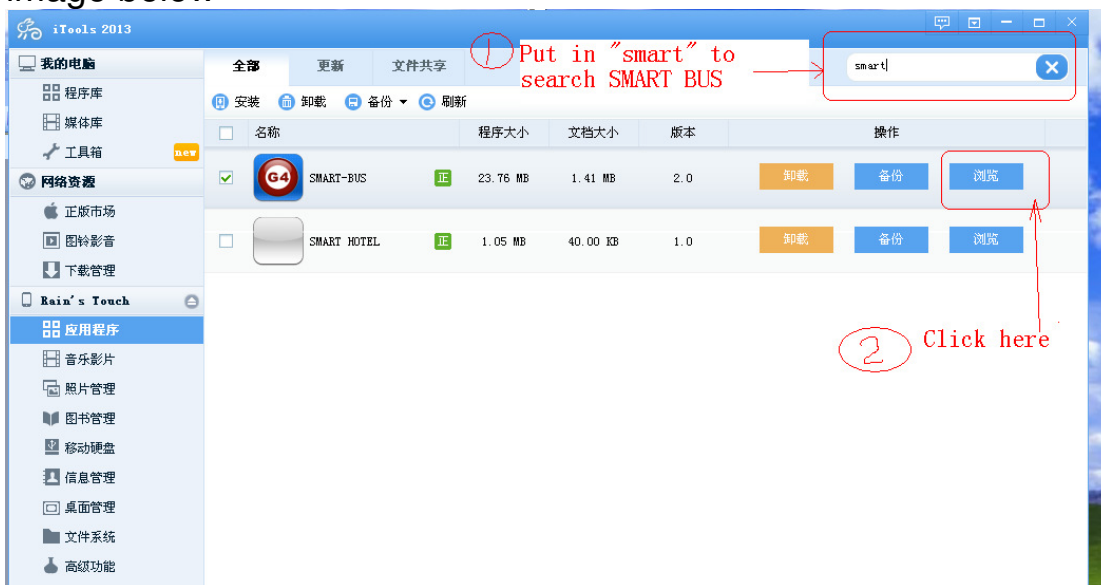 image below
iTools 2013
① Put in "smart" to
search SMART BUS
smart
我的电脑
程序库
媒体库
工具箱 new
网络资源
正版市场
图铃影音
下载管理
Rain's Touch
应用程序
音乐影片
照片管理
图书管理
移动硬盘
信息管理
桌面管理
文件系统
高级功能
全部 更新 文件共享
安装 卸载 备份 刷新
名称 程序大小 文档大小 版本 操作
G4 SMART-BUS 正 23.76 MB 1.41 MB 2.0 卸载 备份 浏览
SMART HOTEL 正 1.05 MB 40.00 KB 1.0 卸载 备份 浏览
② Click here